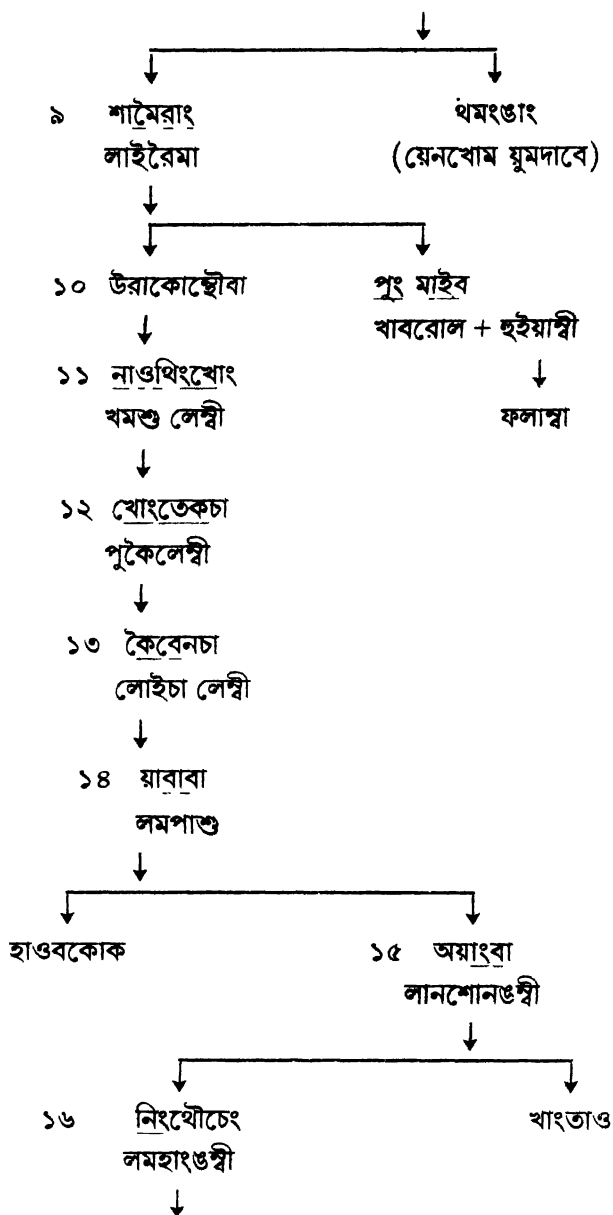 ৯ শামৈরাং থমংঙাং
লাইরৈমা (য়েনখোম য়ুমদাবে)
১০ উরাকোন্থৌবা পুং মাইব
খাবরোল + হুইয়াম্বী
১১ নাওথিংখোং
খমশু লেম্বী ফলাম্বা
১২ খোংতেকচা
পুকৈলেম্বী
১৩ কৈবেনচা
লোইচা লেম্বী
১৪ য়াবাবা
লমপাশু
হাওবকোক ১৫ অয়াংবা
লানশোনঙম্বী
১৬ নিংথৌচেং খাংতাও
লমহাংঙম্বী